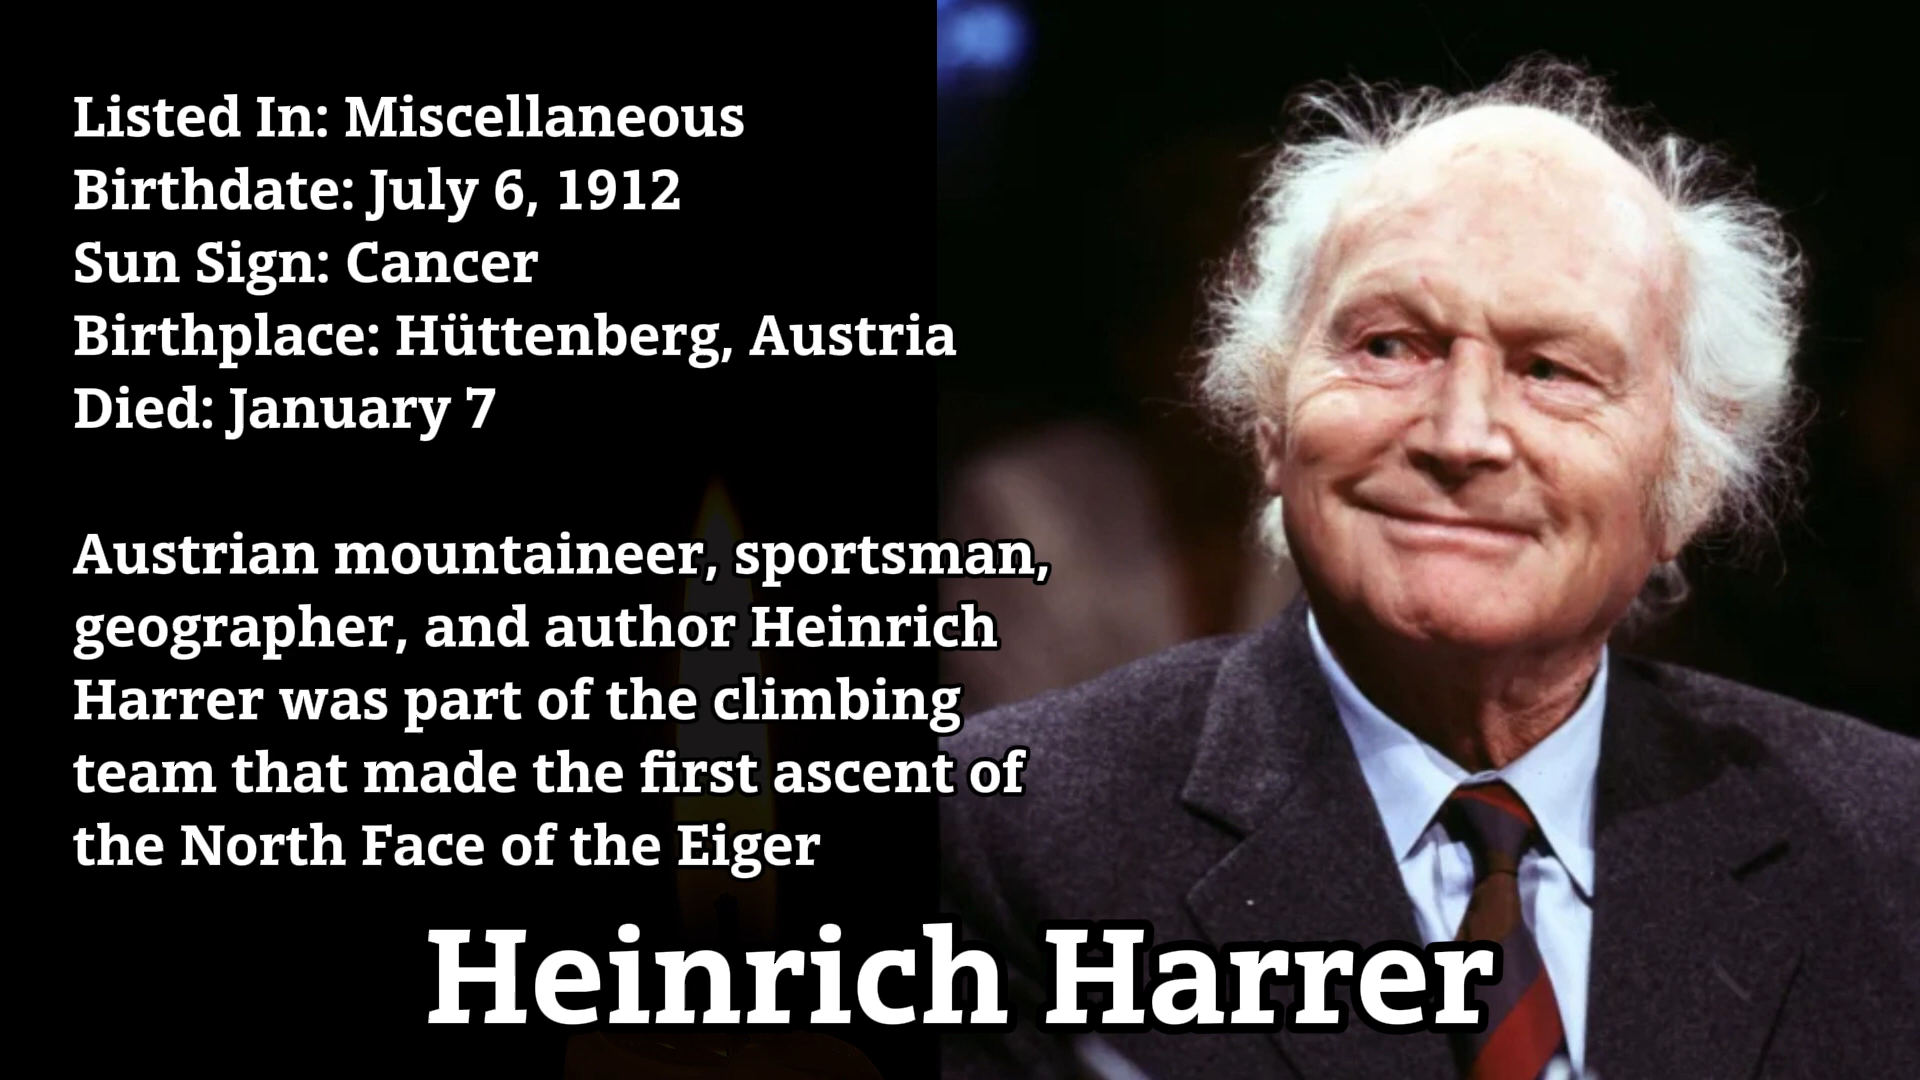 Listed In: Miscellaneous
Birthdate: July 6, 1912
Sun Sign: Cancer
Birthplace: Hüttenberg, Austria
Died: January 7
Austrian mountaineer, sportsman,
geographer, and author Heinrich
Harrer was part of the climbing
team that made the first ascent of
the North Face of the Eiger
Heinrich Harrer